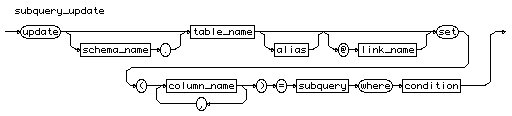 subquery_update
update schema_name . table_name alias @ link_name set
( column_name , ) = subquery where condition